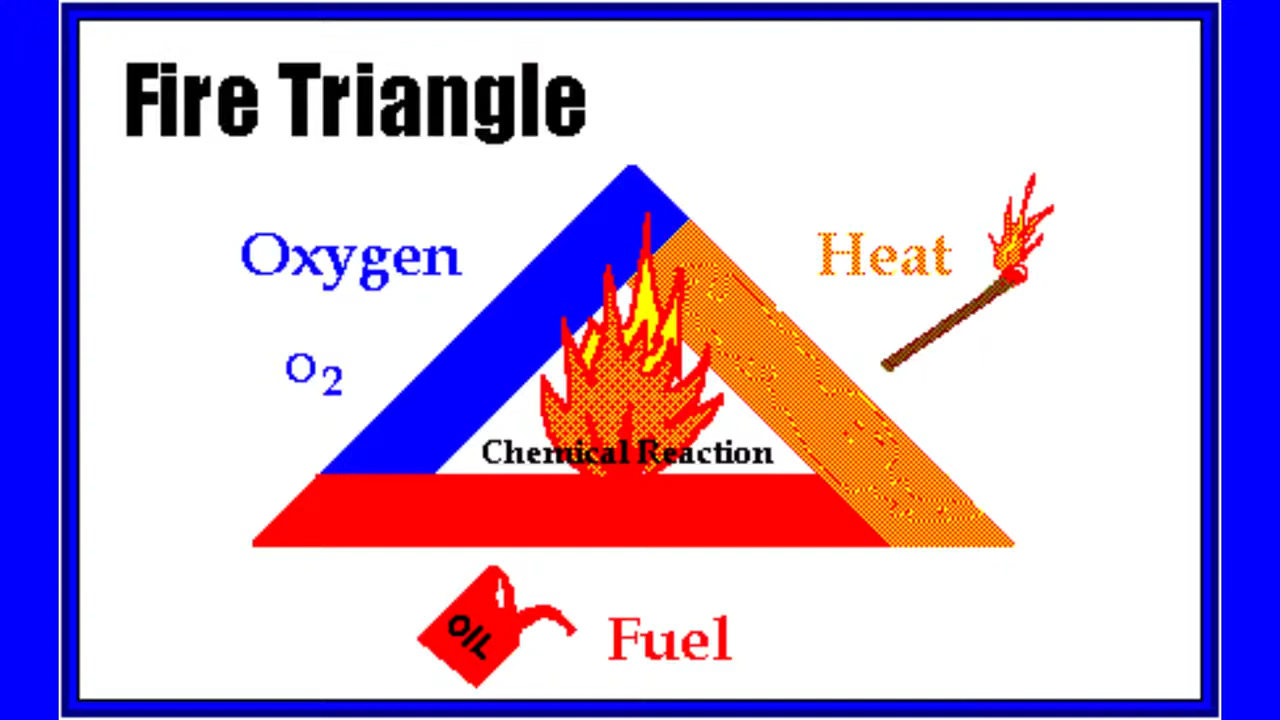 Fire Triangle
Oxygen
Heat
O2
Chemical Reaction
OIL
Fuel